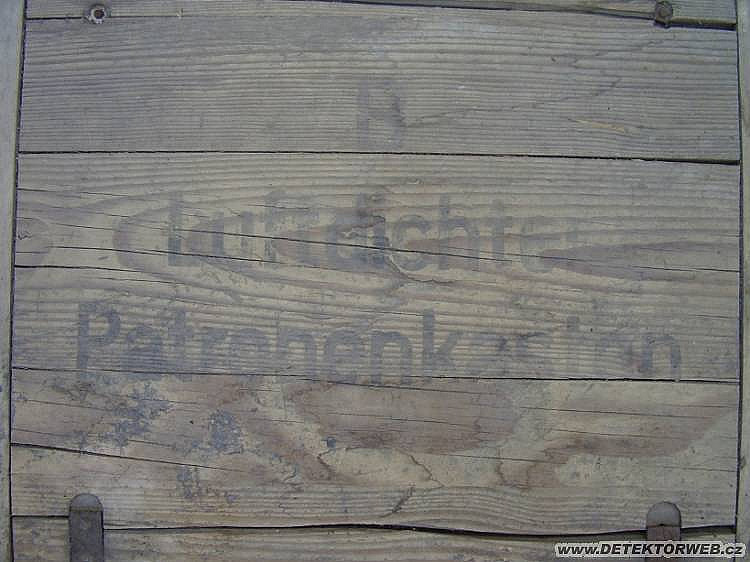 B
Luftdichter
Patronenkasten
www.DETEKTORWEB.cz